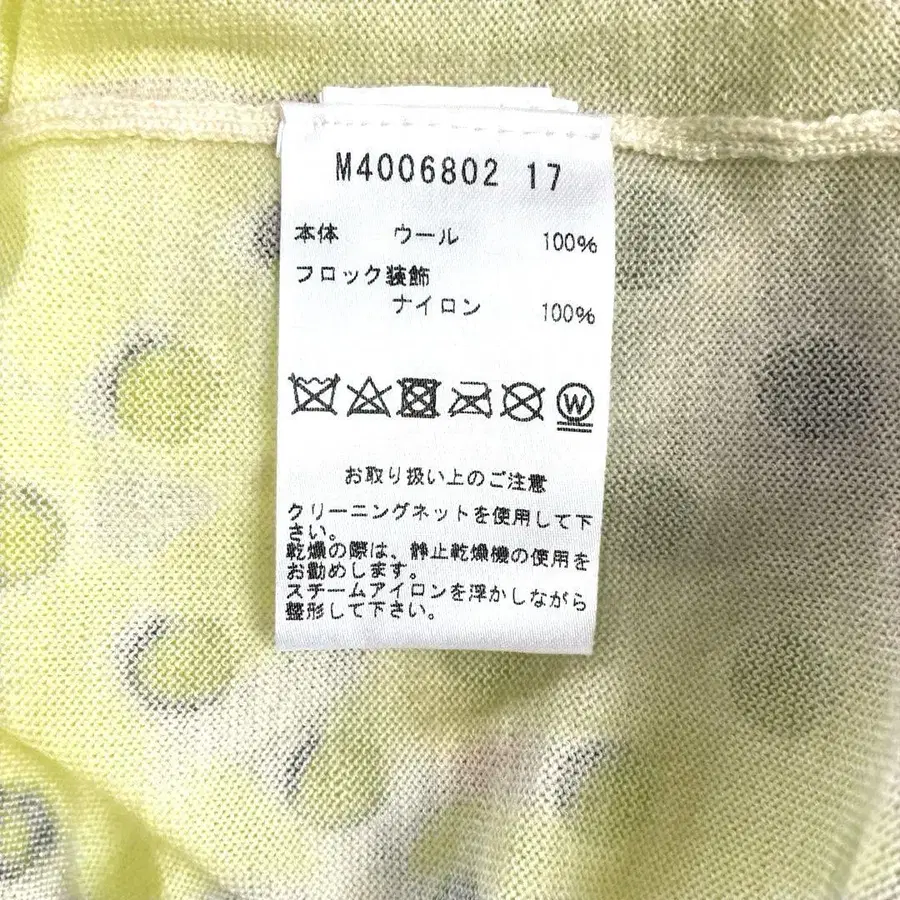 M4006802 17
本体 ウール 100%
フロック装飾
ナイロン 100%
W
お取り扱い上のご注意
クリーニングネットを使用して下
さい。
乾燥の際は、静止乾燥機の使用を
お勧めします。
スチームアイロンを浮かしながら
整形して下さい。